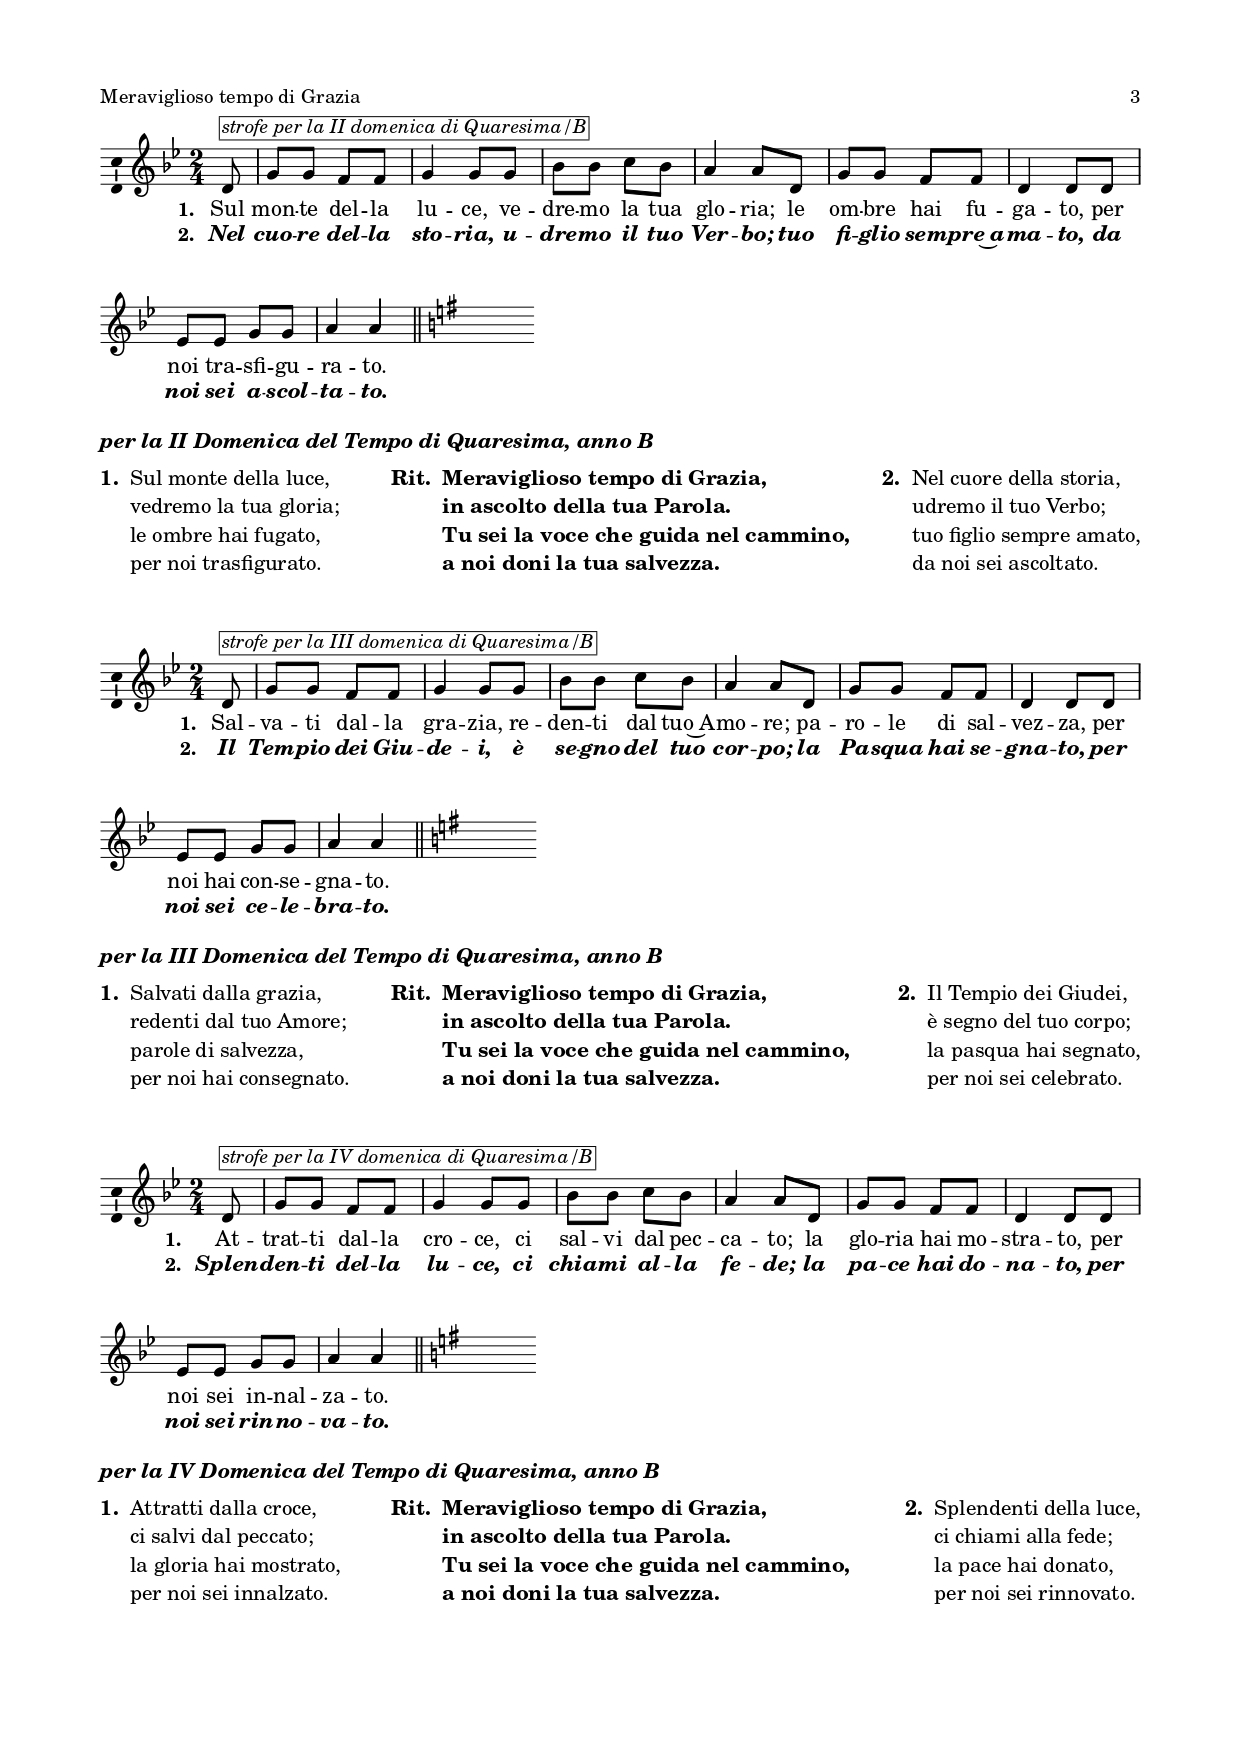 Meraviglioso tempo di Grazia 3
strofe per la II domenica di Quaresima/B
1. Sul mon -- te del -- la lu -- ce, ve -- dre -- mo la tua glo -- ria; le om -- bre hai fu -- ga -- to, per
2. Nel cuo -- re del -- la sto -- ria, u -- dremo il tuo Ver -- bo; tuo fi -- glio sempre‿ama -- to, da
noi tra -- sfi -- gu -- ra -- to.
noi sei a -- scol -- ta -- to.
per la II Domenica del Tempo di Quaresima, anno B
1. Sul monte della luce, Rit. Meraviglioso tempo di Grazia, 2. Nel cuore della storia,
vedremo la tua gloria; in ascolto della tua Parola. udremo il tuo Verbo;
le ombre hai fugato, Tu sei la voce che guida nel cammino, tuo figlio sempre amato,
per noi trasfigurato. a noi doni la tua salvezza. da noi sei ascoltato.
strofe per la III domenica di Quaresima/B
1. Sal -- va -- ti dal -- la gra -- zia, re -- den -- ti dal tuo‿Amo -- re; pa -- ro -- le di sal -- vez -- za, per
2. Il Tempio dei Giu -- de -- i, è se -- gno del tuo cor -- po; la Pasqua hai se -- gna -- to, per
noi hai con -- se -- gna -- to.
noi sei ce -- le -- bra -- to.
per la III Domenica del Tempo di Quaresima, anno B
1. Salvati dalla grazia, Rit. Meraviglioso tempo di Grazia, 2. Il Tempio dei Giudei,
redenti dal tuo Amore; in ascolto della tua Parola. è segno del tuo corpo;
parole di salvezza, Tu sei la voce che guida nel cammino, la pasqua hai segnato,
per noi hai consegnato. a noi doni la tua salvezza. per noi sei celebrato.
strofe per la IV domenica di Quaresima/B
1. At -- trat -- ti dal -- la cro -- ce, ci sal -- vi dal pec -- ca -- to; la glo -- ria hai mo -- stra -- to, per
2. Splenden -- ti del -- la lu -- ce, ci chiami al -- la fe -- de; la pa -- ce hai do -- na -- to, per
noi sei in -- nal -- za -- to.
noi sei rinno -- va -- to.
per la IV Domenica del Tempo di Quaresima, anno B
1. Attratti dalla croce, Rit. Meraviglioso tempo di Grazia, 2. Splendenti della luce,
ci salvi dal peccato; in ascolto della tua Parola. ci chiami alla fede;
la gloria hai mostrato, Tu sei la voce che guida nel cammino, la pace hai donato,
per noi sei innalzato. a noi doni la tua salvezza. per noi sei rinnovato.